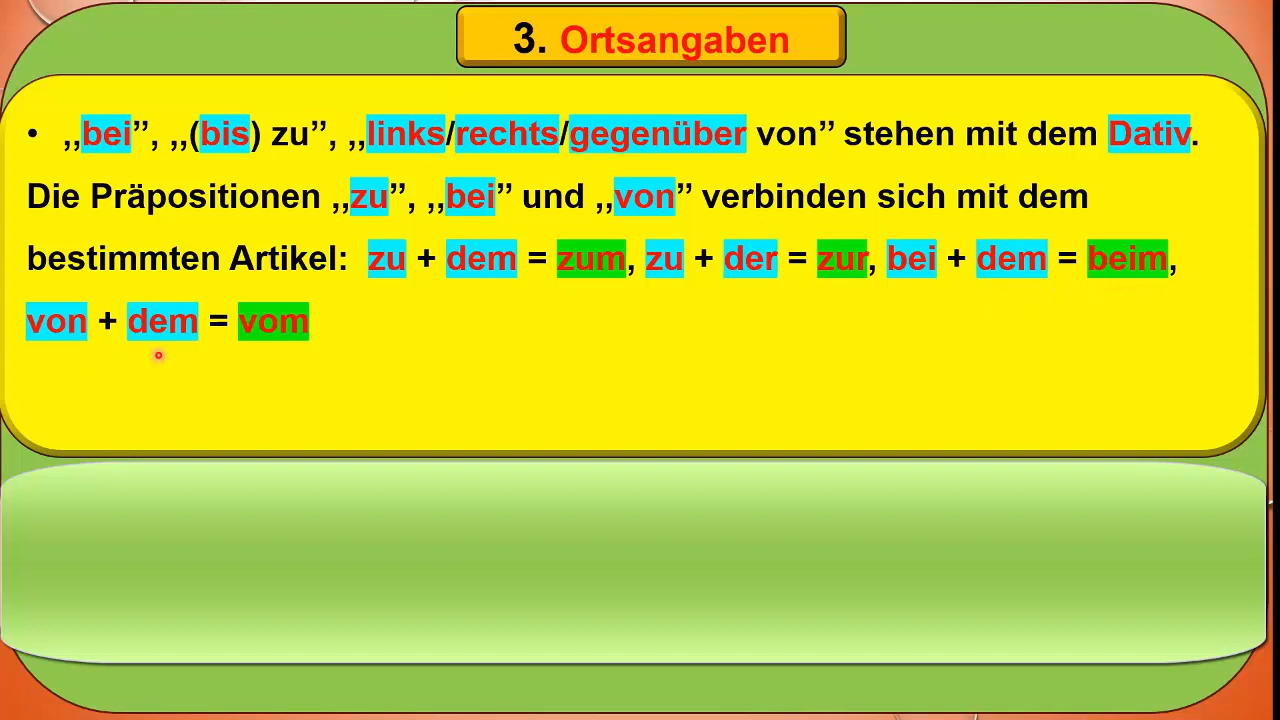 3. Ortsangaben
• ,,bei”, ,,(bis) zu”, ,,links/rechts/gegenüber von” stehen mit dem Dativ.
Die Präpositionen ,,zu”, ,,bei” und ,,von” verbinden sich mit dem
bestimmten Artikel: zu + dem = zum, zu + der = zur, bei + dem = beim,
von + dem = vom